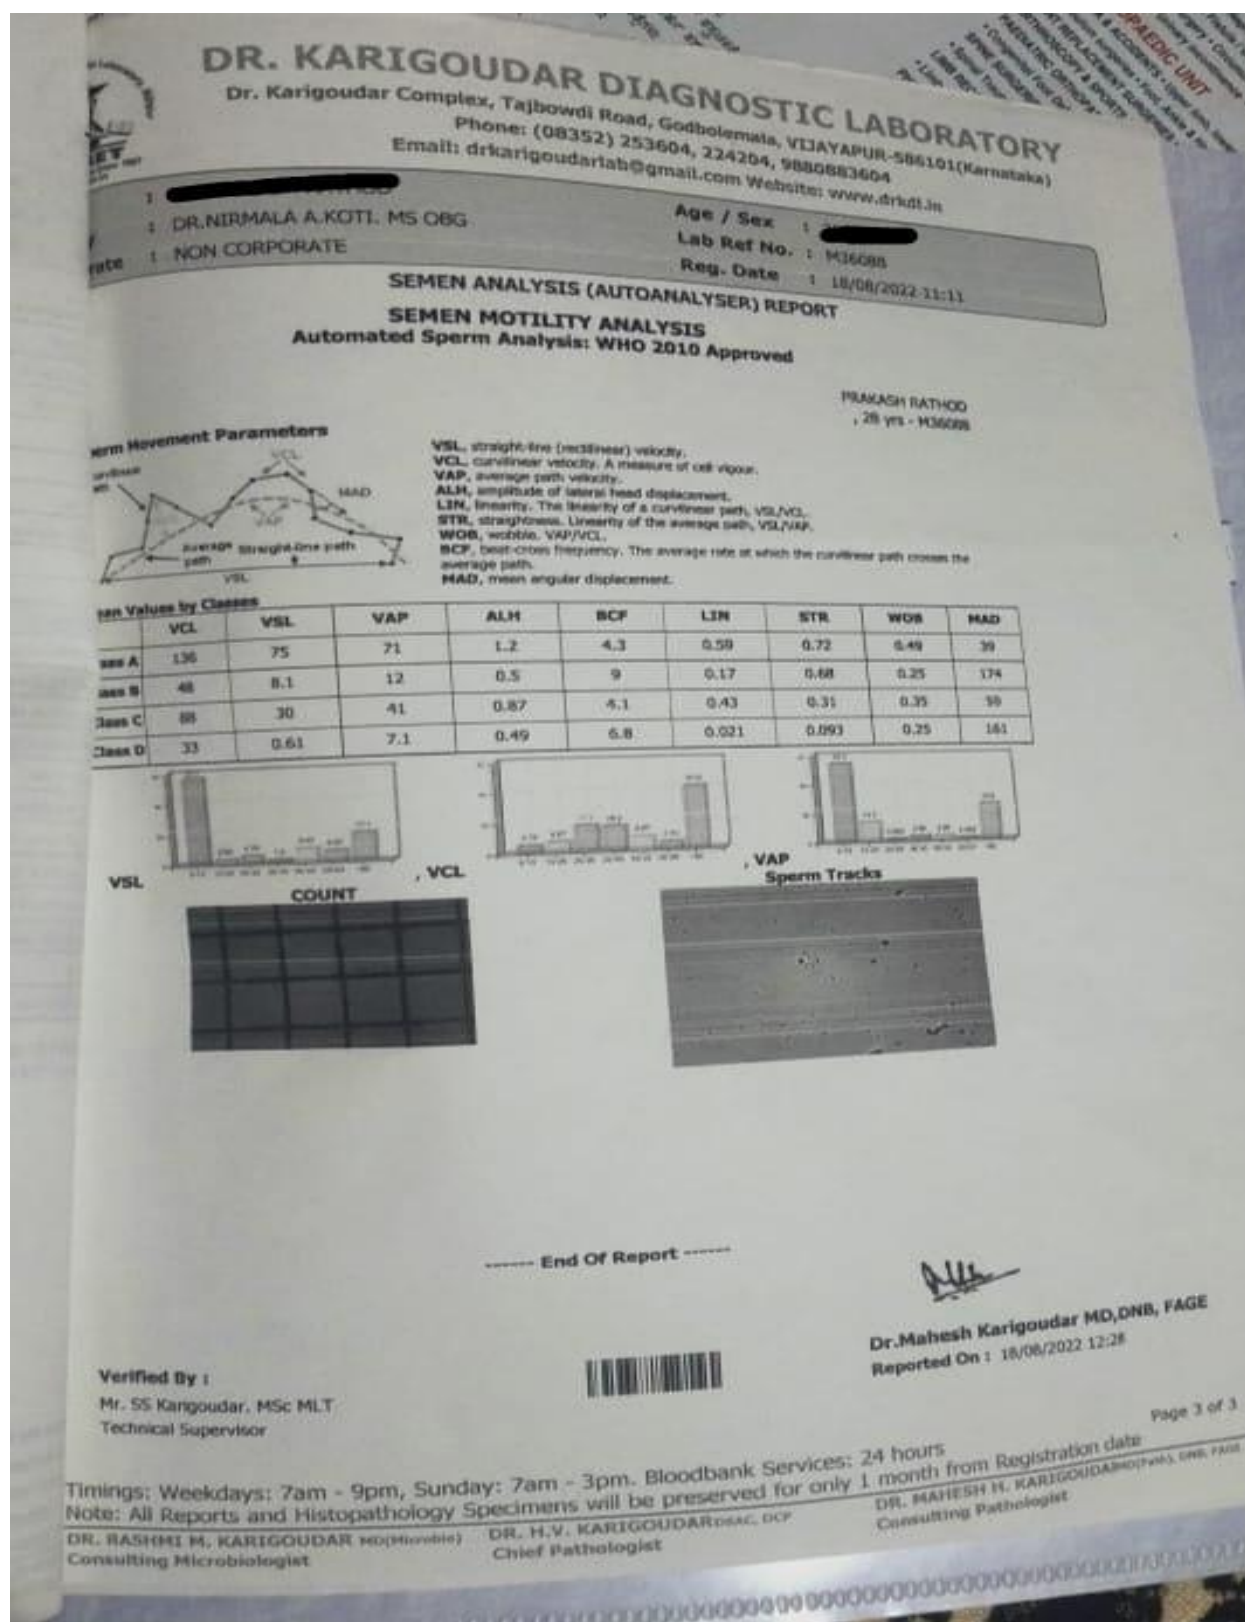 DR. KARIGOUDAR DIAGNOSTIC LABORATORY
Dr. Karigoudar Complex, Tajbowdi Road, Godbolemala, VIJAYAPUR-586101(Karnataka)
Phone: (08352) 253604, 224204, 9880883604
Email: drkarigoudarlab@gmail.com Website: www.drkdl.in
:
: DR.NIRMALA A.KOTI. MS OBG
rate : NON CORPORATE
Age / Sex :
Lab Ref No. : M36088
Reg. Date : 18/08/2022 11:11
SEMEN ANALYSIS (AUTOANALYSER) REPORT
SEMEN MOTILITY ANALYSIS
Automated Sperm Analysis: WHO 2010 Approved
PRAKASH RATHOD
, 28 yrs - M36088
erm Movement Parameters
VCL
MAD
VAP
Average path
Straight-line path
VSL
VSL, straight-line (rectilinear) velocity.
VCL, curvilinear velocity. A measure of cell vigour.
VAP, average path velocity.
ALH, amplitude of lateral head displacement.
LIN, linearity. The linearity of a curvilinear path, VSL/VCL.
STR, straightness. Linearity of the average path, VSL/VAP.
WOB, wobble. VAP/VCL.
BCF, beat-cross frequency. The average rate at which the curvilinear path crosses the
average path.
MAD, mean angular displacement.
ean Values by Classes
VCL VSL VAP ALH BCF LIN STR WOB MAD
ass A 136 75 71 1.2 4.3 0.59 0.72 0.49 39
lass B 48 8.1 12 0.5 9 0.17 0.68 0.25 174
Class C 88 30 41 0.87 4.1 0.43 0.31 0.35 59
Class D 33 0.61 7.1 0.49 6.8 0.021 0.093 0.25 161
VSL , VCL , VAP
COUNT
Sperm Tracks
------ End Of Report ------
Dr.Mahesh Karigoudar MD,DNB, FAGE
Reported On : 18/08/2022 12:28
Verified By :
Mr. SS Karigoudar. MSc MLT
Technical Supervisor
Page 3 of 3
Timings: Weekdays: 7am - 9pm, Sunday: 7am - 3pm. Bloodbank Services: 24 hours
Note: All Reports and Histopathology Specimens will be preserved for only 1 month from Registration date
DR. RASHMI M. KARIGOUDAR MD(Microbio)
Consulting Microbiologist
DR. H.V. KARIGOUDAR DSAC, DCP
Chief Pathologist
DR. MAHESH H. KARIGOUDAR MD(Path), DNB, FAGE
Consulting Pathologist